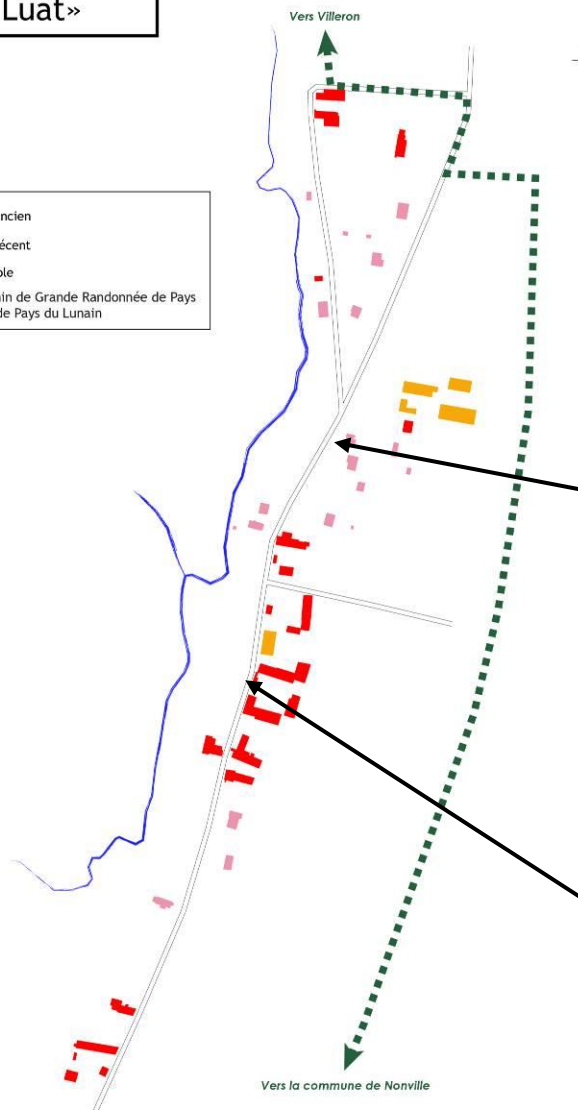 Luat»
Vers Villeron
ncien
écent
ple
in de Grande Randonnée de Pays
de Pays du Lunain
Vers la commune de Nonville